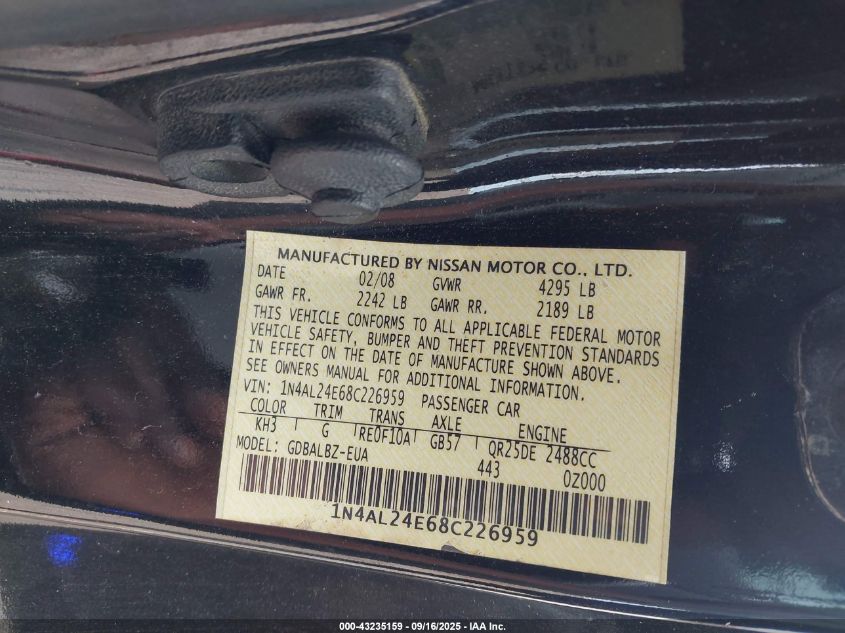 MANUFACTURED BY NISSAN MOTOR CO., LTD.
DATE 02/08 GVWR 4295 LB
GAWR FR. 2242 LB GAWR RR. 2189 LB
THIS VEHICLE CONFORMS TO ALL APPLICABLE FEDERAL MOTOR
VEHICLE SAFETY, BUMPER AND THEFT PREVENTION STANDARDS
IN EFFECT ON THE DATE OF MANUFACTURE SHOWN ABOVE.
SEE OWNERS MANUAL FOR ADDITIONAL INFORMATION.
VIN: 1N4AL24E68C226959 PASSENGER CAR
COLOR TRIM TRANS AXLE ENGINE
KH3 G RE0F10A GB57 QR25DE 2488CC
MODEL: GDBALBZ-EUA 443 0Z000
1N4AL24E68C226959
000-43235159 - 09/16/2025 - IAA Inc.